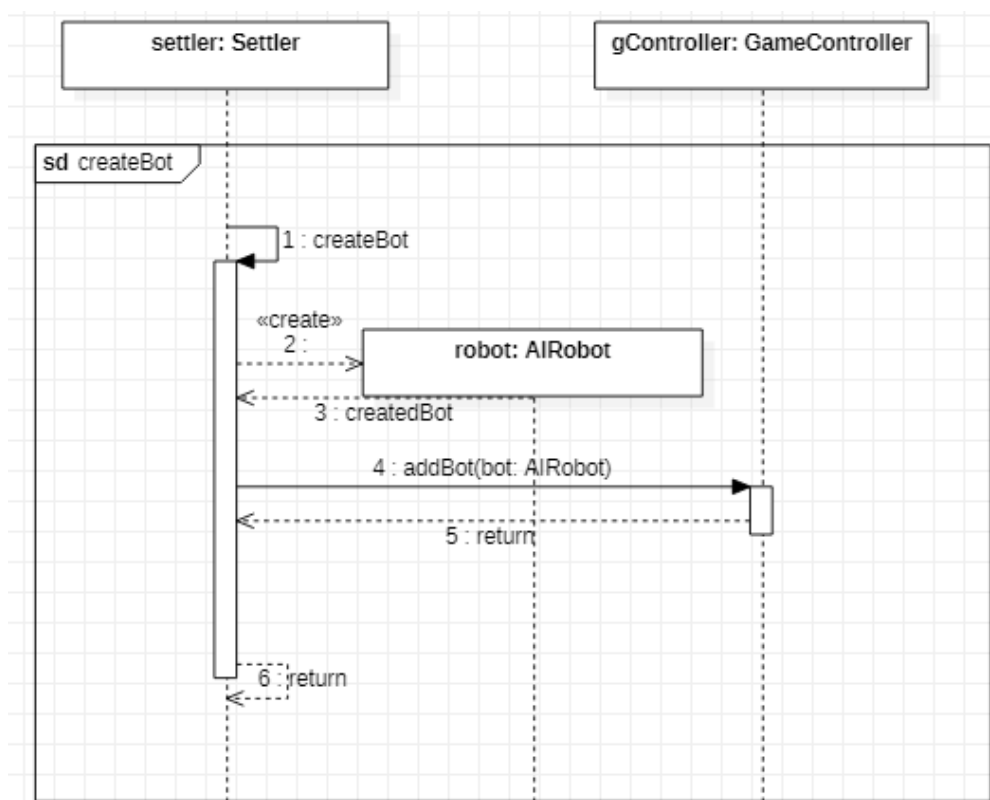 settler: Settler
gController: GameController
sd createBot
1 : createBot
«create»
2 :
robot: AIRobot
3 : createdBot
4 : addBot(bot: AIRobot)
5 : return
6 : return